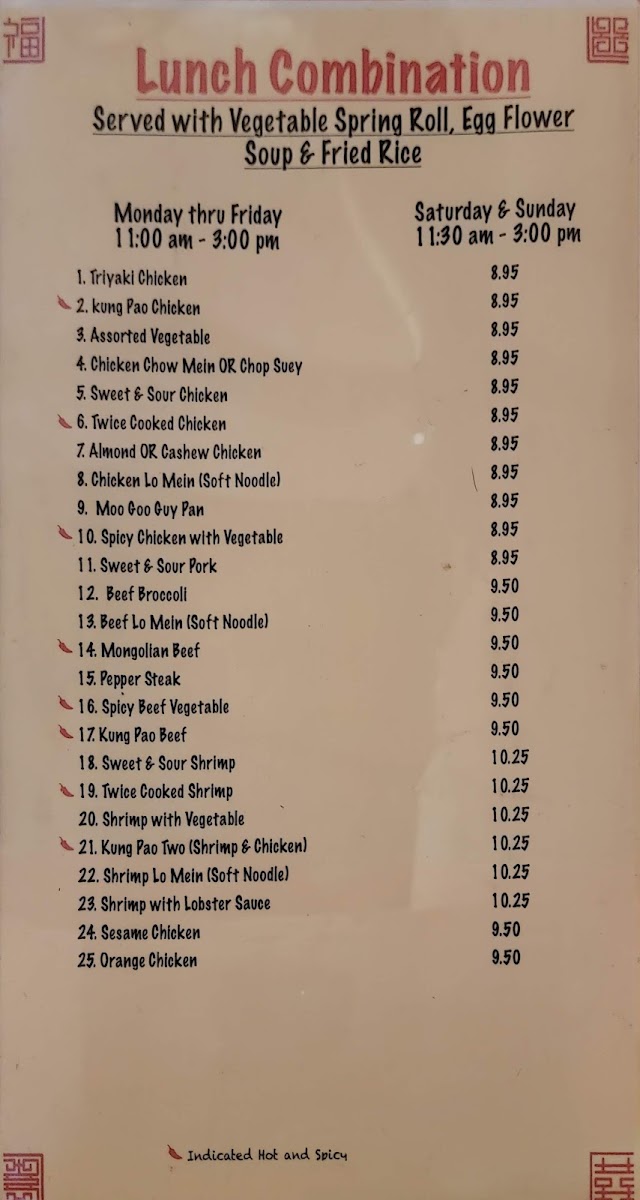 福
Lunch Combination
Served with Vegetable Spring Roll, Egg Flower
Soup & Fried Rice
Monday thru Friday
11:00 am - 3:00 pm
Saturday & Sunday
11:30 am - 3:00 pm
1. Triyaki Chicken 8.95
2. kung Pao Chicken 8.95
3. Assorted Vegetable 8.95
4. Chicken Chow Mein OR Chop Suey 8.95
5. Sweet & Sour Chicken 8.95
6. Twice Cooked Chicken 8.95
7. Almond OR Cashew Chicken 8.95
8. Chicken Lo Mein (Soft Noodle) 8.95
9. Moo Goo Guy Pan 8.95
10. Spicy Chicken with Vegetable 8.95
11. Sweet & Sour Pork 8.95
12. Beef Broccoli 9.50
13. Beef Lo Mein (Soft Noodle) 9.50
14. Mongolian Beef 9.50
15. Pepper Steak 9.50
16. Spicy Beef Vegetable 9.50
17. Kung Pao Beef 9.50
18. Sweet & Sour Shrimp 10.25
19. Twice Cooked Shrimp 10.25
20. Shrimp with Vegetable 10.25
21. Kung Pao Two (Shrimp & Chicken) 10.25
22. Shrimp Lo Mein (Soft Noodle) 10.25
23. Shrimp with Lobster Sauce 10.25
24. Sesame Chicken 9.50
25. Orange Chicken 9.50
Indicated Hot and Spicy